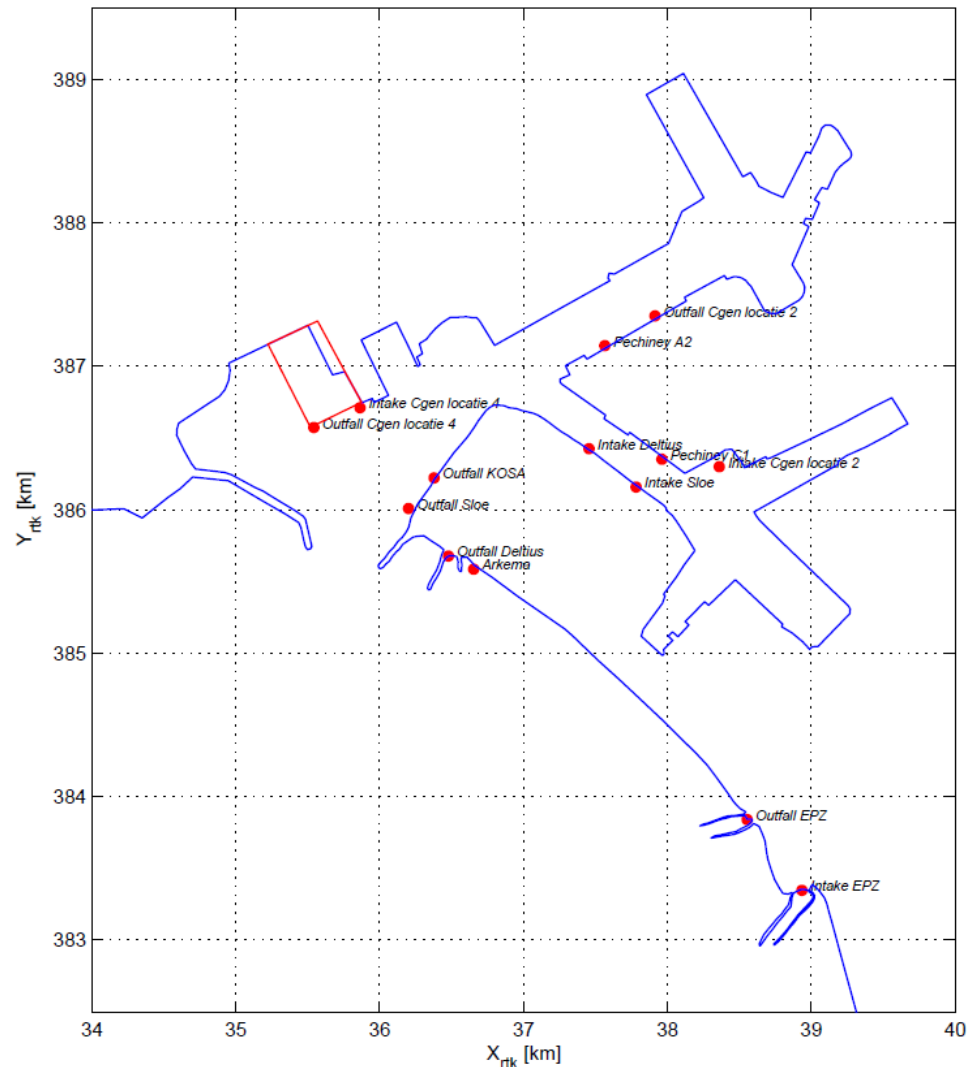 389
388
387
386
385
384
383
Y_rtk [km]
Outfall Cgen locatie 2
Pechiney A2
Intake Cgen locatie 4
Outfall Cgen locatie 4
Intake Deltius
Pechiney C1
Intake Cgen locatie 2
Outfall KOSA
Intake Sloe
Outfall Sloe
Outfall Deltius
Arkema
Outfall EPZ
Intake EPZ
34 35 36 37 38 39 40
X_rtk [km]